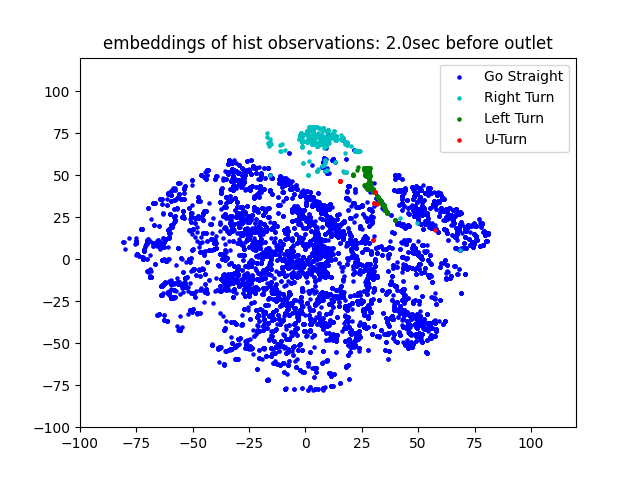 embeddings of hist observations: 2.0sec before outlet
Go Straight
Right Turn
Left Turn
U-Turn
100
75
50
25
0
−25
−50
−75
−100
−100 −75 −50 −25 0 25 50 75 100